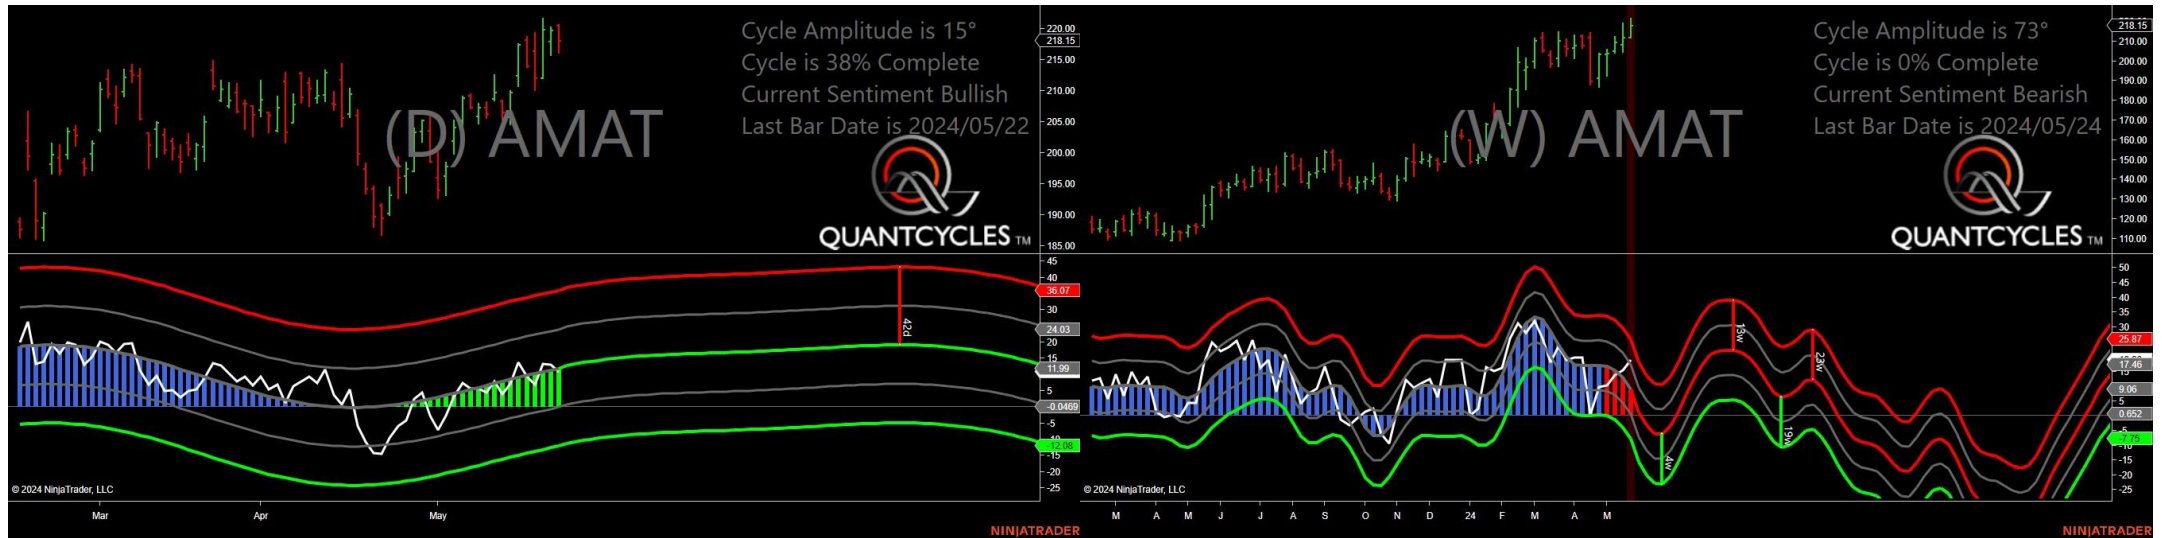 Cycle Amplitude is 15°
Cycle is 38% Complete
Current Sentiment Bullish
Last Bar Date is 2024/05/22
(D) AMAT
QUANTCYCLES TM
220.00
218.15
215.00
210.00
205.00
200.00
195.00
190.00
185.00
45
40
36.07
30
24.03
20
15
11.99
5
-0.0469
-5
-12.08
-15
-20
-25
42d
© 2024 NinjaTrader, LLC
Mar
Apr
May
NINJATRADER
Cycle Amplitude is 73°
Cycle is 0% Complete
Current Sentiment Bearish
Last Bar Date is 2024/05/24
(W) AMAT
QUANTCYCLES TM
218.15
210.00
200.00
190.00
180.00
170.00
160.00
150.00
140.00
130.00
120.00
110.00
50
45
40
35
30
25.87
17.46
9.06
5
0.652
-5
-7.75
-15
-20
-25
13w
23w
19w
4w
© 2024 NinjaTrader, LLC
M
A
M
J
J
A
S
O
N
D
24
F
M
A
M
NINJATRADER